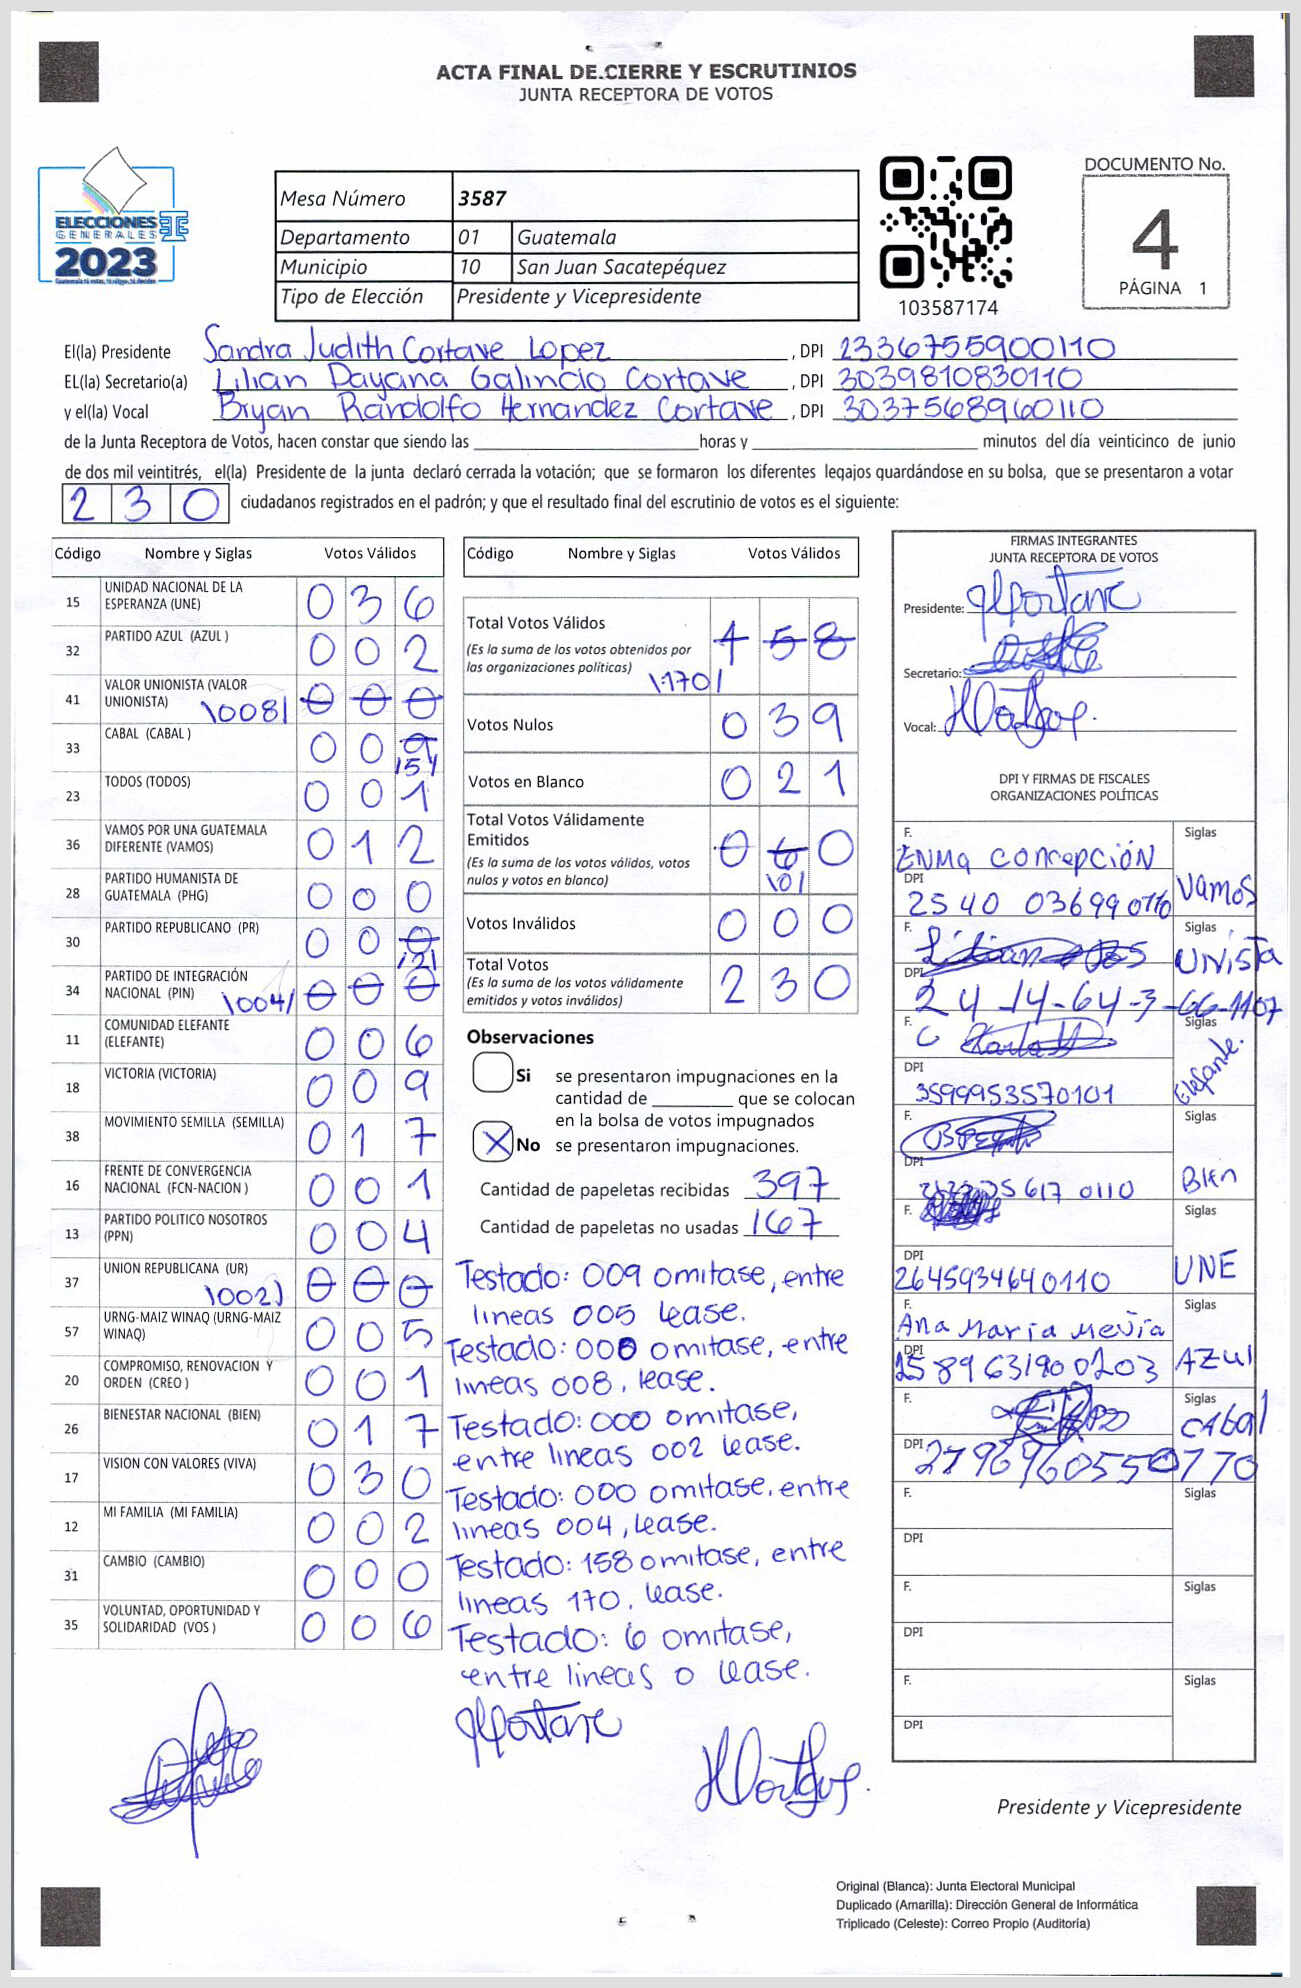 ACTA FINAL DE CIERRE Y ESCRUTINIOS
JUNTA RECEPTORA DE VOTOS
ELECCIONES
GENERALES
2023
Mesa Número 3587
Departamento 01 Guatemala
Municipio 10 San Juan Sacatepéquez
Tipo de Elección Presidente y Vicepresidente
103587174
DOCUMENTO No.
4
PÁGINA 1
El(la) Presidente Sandra Judith Cortave Lopez, DPI 2336755900110
EL(la) Secretario(a) Lilian Dayana Galindo Cortave, DPI 3039810830110
y el(la) Vocal Bryan Randolfo Hernandez Cortave, DPI 3037568960110
de la Junta Receptora de Votos, hacen constar que siendo las horas y minutos del día veinticinco de junio
de dos mil veintitrés, el(la) Presidente de la junta declaró cerrada la votación; que se formaron los diferentes legajos guardándose en su bolsa, que se presentaron a votar
230 ciudadanos registrados en el padrón; y que el resultado final del escrutinio de votos es el siguiente:
Código Nombre y Siglas Votos Válidos
15 UNIDAD NACIONAL DE LA ESPERANZA (UNE) 0 3 6
32 PARTIDO AZUL (AZUL ) 0 0 2
41 VALOR UNIONISTA (VALOR UNIONISTA) \008/ 0 0 0
33 CABAL (CABAL ) 0 0 9 /5/
23 TODOS (TODOS) 0 0 1
36 VAMOS POR UNA GUATEMALA DIFERENTE (VAMOS) 0 1 2
28 PARTIDO HUMANISTA DE GUATEMALA (PHG) 0 0 0
30 PARTIDO REPUBLICANO (PR) 0 0 0 /2/
34 PARTIDO DE INTEGRACIÓN NACIONAL (PIN) \004/ 0 0 0
11 COMUNIDAD ELEFANTE (ELEFANTE) 0 0 6
18 VICTORIA (VICTORIA) 0 0 9
38 MOVIMIENTO SEMILLA (SEMILLA) 0 1 7
16 FRENTE DE CONVERGENCIA NACIONAL (FCN-NACION ) 0 0 1
13 PARTIDO POLITICO NOSOTROS (PPN) 0 0 4
37 UNION REPUBLICANA (UR) \002/ 0 0 0
57 URNG-MAIZ WINAQ (URNG-MAIZ WINAQ) 0 0 5
20 COMPROMISO, RENOVACION Y ORDEN (CREO ) 0 0 1
26 BIENESTAR NACIONAL (BIEN) 0 1 7
17 VISION CON VALORES (VIVA) 0 3 0
12 MI FAMILIA (MI FAMILIA) 0 0 2
31 CAMBIO (CAMBIO) 0 0 0
35 VOLUNTAD, OPORTUNIDAD Y SOLIDARIDAD (VOS ) 0 0 6
Código Nombre y Siglas Votos Válidos
Total Votos Válidos 1 5 8
(Es la suma de los votos obtenidos por
las organizaciones políticas) \170/
Votos Nulos 0 3 9
Votos en Blanco 0 2 1
Total Votos Válidamente
Emitidos 0 6 0
(Es la suma de los votos válidos, votos
nulos y votos en blanco) \0/
Votos Inválidos 0 0 0
Total Votos 2 3 0
(Es la suma de los votos válidamente
emitidos y votos inválidos)
Observaciones
Si se presentaron impugnaciones en la
cantidad de que se colocan
en la bolsa de votos impugnados
X No se presentaron impugnaciones.
Cantidad de papeletas recibidas 397
Cantidad de papeletas no usadas 167
Testado: 009 omitase, entre
lineas 005 lease.
Testado: 000 omitase, entre
lineas 008, lease.
Testado: 000 omitase,
entre lineas 002 lease.
Testado: 000 omitase, entre
lineas 004, lease.
Testado: 158 omitase, entre
lineas 170, lease.
Testado: 6 omitase,
entre lineas 0 lease.
FIRMAS INTEGRANTES
JUNTA RECEPTORA DE VOTOS
Presidente:
Secretario:
Vocal:
DPI Y FIRMAS DE FISCALES
ORGANIZACIONES POLÍTICAS
F. Siglas
Enma Concepción
DPI
2540 03699 0110 Vamos
F. Siglas
UNISTA
DPI
24-14-64-3-66-1107
F. Siglas
DPI Elefante.
3599953570101
F. Siglas
DPI
5617 0110 BIEN
F. Siglas
DPI
2645934640110 UNE
F. Siglas
Ana Maria Mejia
DPI
2589631900203 AZUl
F. Siglas
CAbal
DPI
F. Siglas
DPI
F. Siglas
DPI
F. Siglas
DPI
Presidente y Vicepresidente
Original (Blanca): Junta Electoral Municipal
Duplicado (Amarilla): Dirección General de Informática
Triplicado (Celeste): Correo Propio (Auditoría)